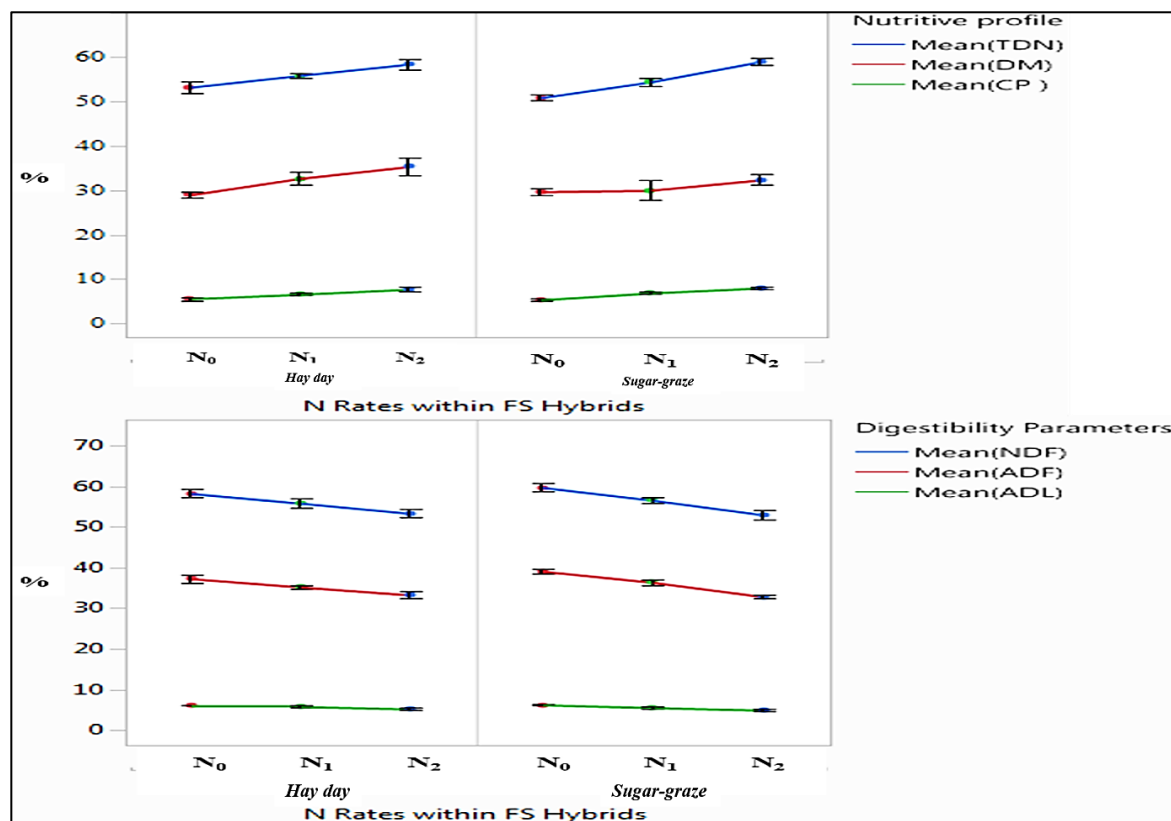 Nutritive profile
Mean(TDN)
Mean(DM)
Mean(CP )
60
50
40
%
30
20
10
0
N₀ N₁ N₂ N₀ N₁ N₂
Hay day Sugar-graze
N Rates within FS Hybrids
Digestibility Parameters
Mean(NDF)
Mean(ADF)
Mean(ADL)
70
60
50
40
%
30
20
10
0
N₀ N₁ N₂ N₀ N₁ N₂
Hay day Sugar-graze
N Rates within FS Hybrids